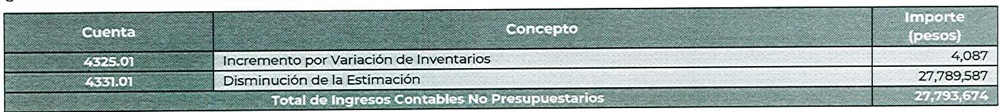 Cuenta Concepto Importe (pesos)
4325.01 Incremento por Variación de Inventarios 4,087
4331.01 Disminución de la Estimación 27,789,587
Total de Ingresos Contables No Presupuestarios 27,793,674